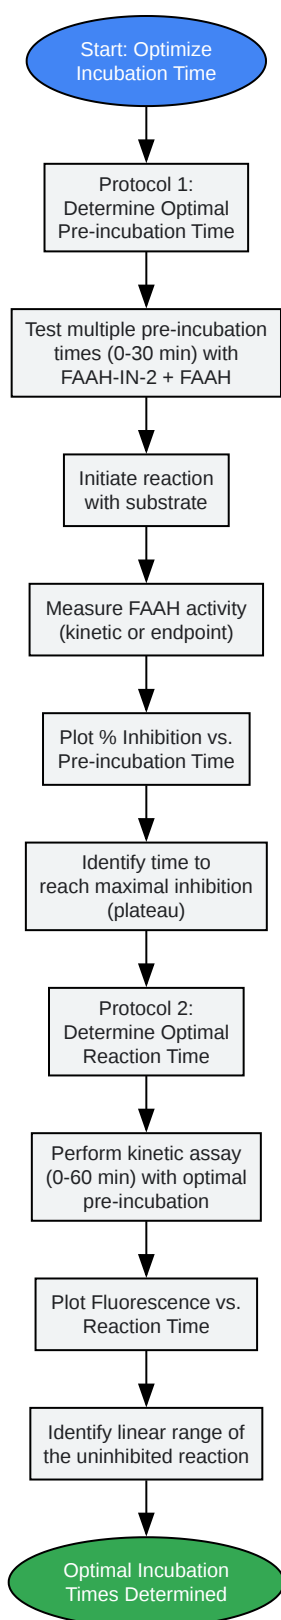 Start: Optimize
Incubation Time
Protocol 1:
Determine Optimal
Pre-incubation Time
Test multiple pre-incubation
times (0-30 min) with
FAAH-IN-2 + FAAH
Initiate reaction
with substrate
Measure FAAH activity
(kinetic or endpoint)
Plot % Inhibition vs.
Pre-incubation Time
Identify time to
reach maximal inhibition
(plateau)
Protocol 2:
Determine Optimal
Reaction Time
Perform kinetic assay
(0-60 min) with optimal
pre-incubation
Plot Fluorescence vs.
Reaction Time
Identify linear range of
the uninhibited reaction
Optimal Incubation
Times Determined